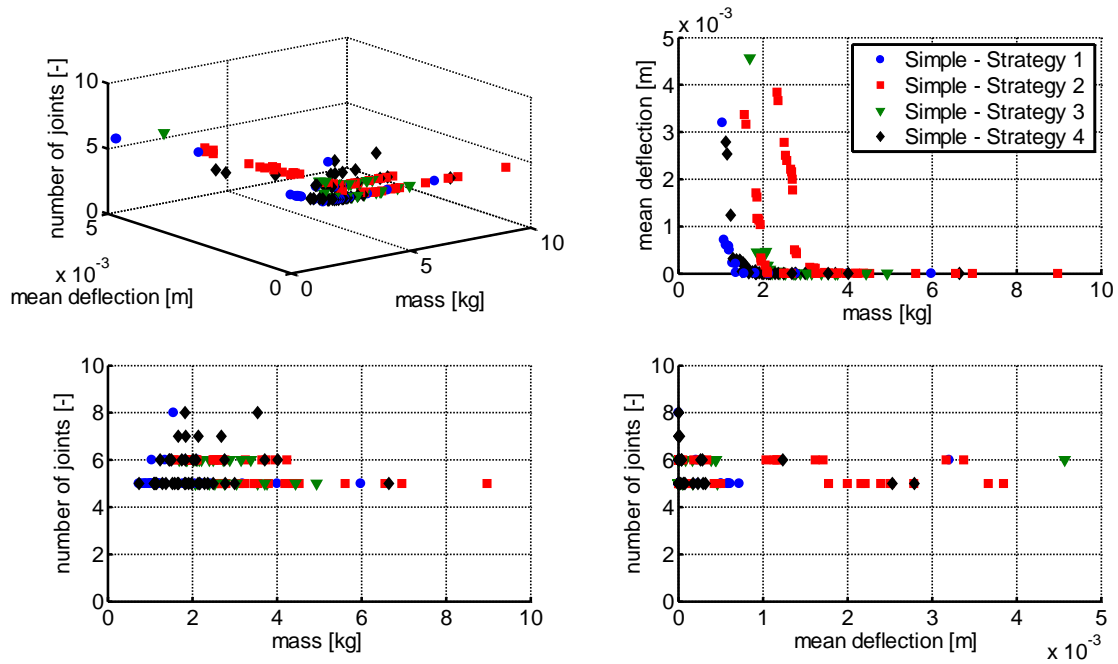 10
5
0
5
x 10⁻³
mean deflection [m]
0
0
5
10
mass [kg]
number of joints [-]
x 10⁻³
5
4
3
2
1
0
0
2
4
6
8
10
mass [kg]
mean deflection [m]
Simple - Strategy 1
Simple - Strategy 2
Simple - Strategy 3
Simple - Strategy 4
10
8
6
4
2
0
0
2
4
6
8
10
mass [kg]
number of joints [-]
10
8
6
4
2
0
0
1
2
3
4
5
mean deflection [m]
x 10⁻³
number of joints [-]